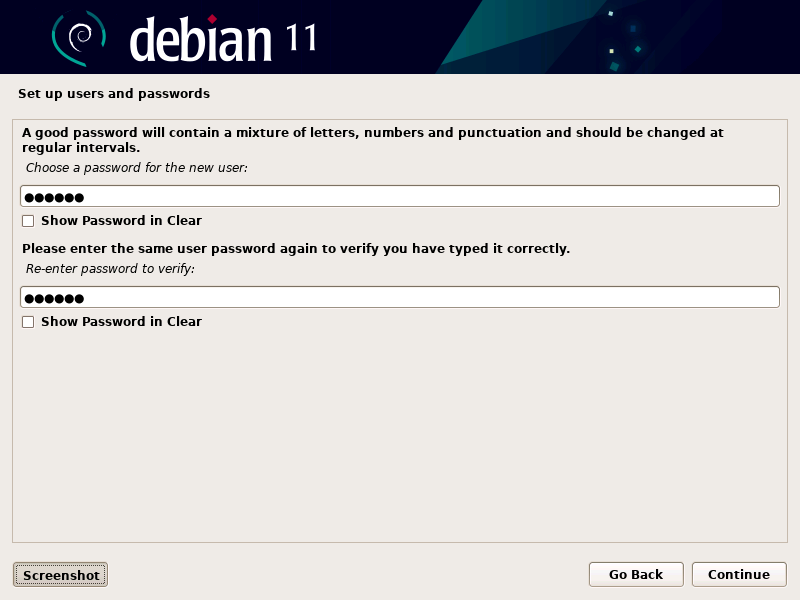 debian 11
Set up users and passwords
A good password will contain a mixture of letters, numbers and punctuation and should be changed at
regular intervals.
Choose a password for the new user:
●●●●●●
Show Password in Clear
Please enter the same user password again to verify you have typed it correctly.
Re-enter password to verify:
●●●●●●
Show Password in Clear
Screenshot
Go Back
Continue